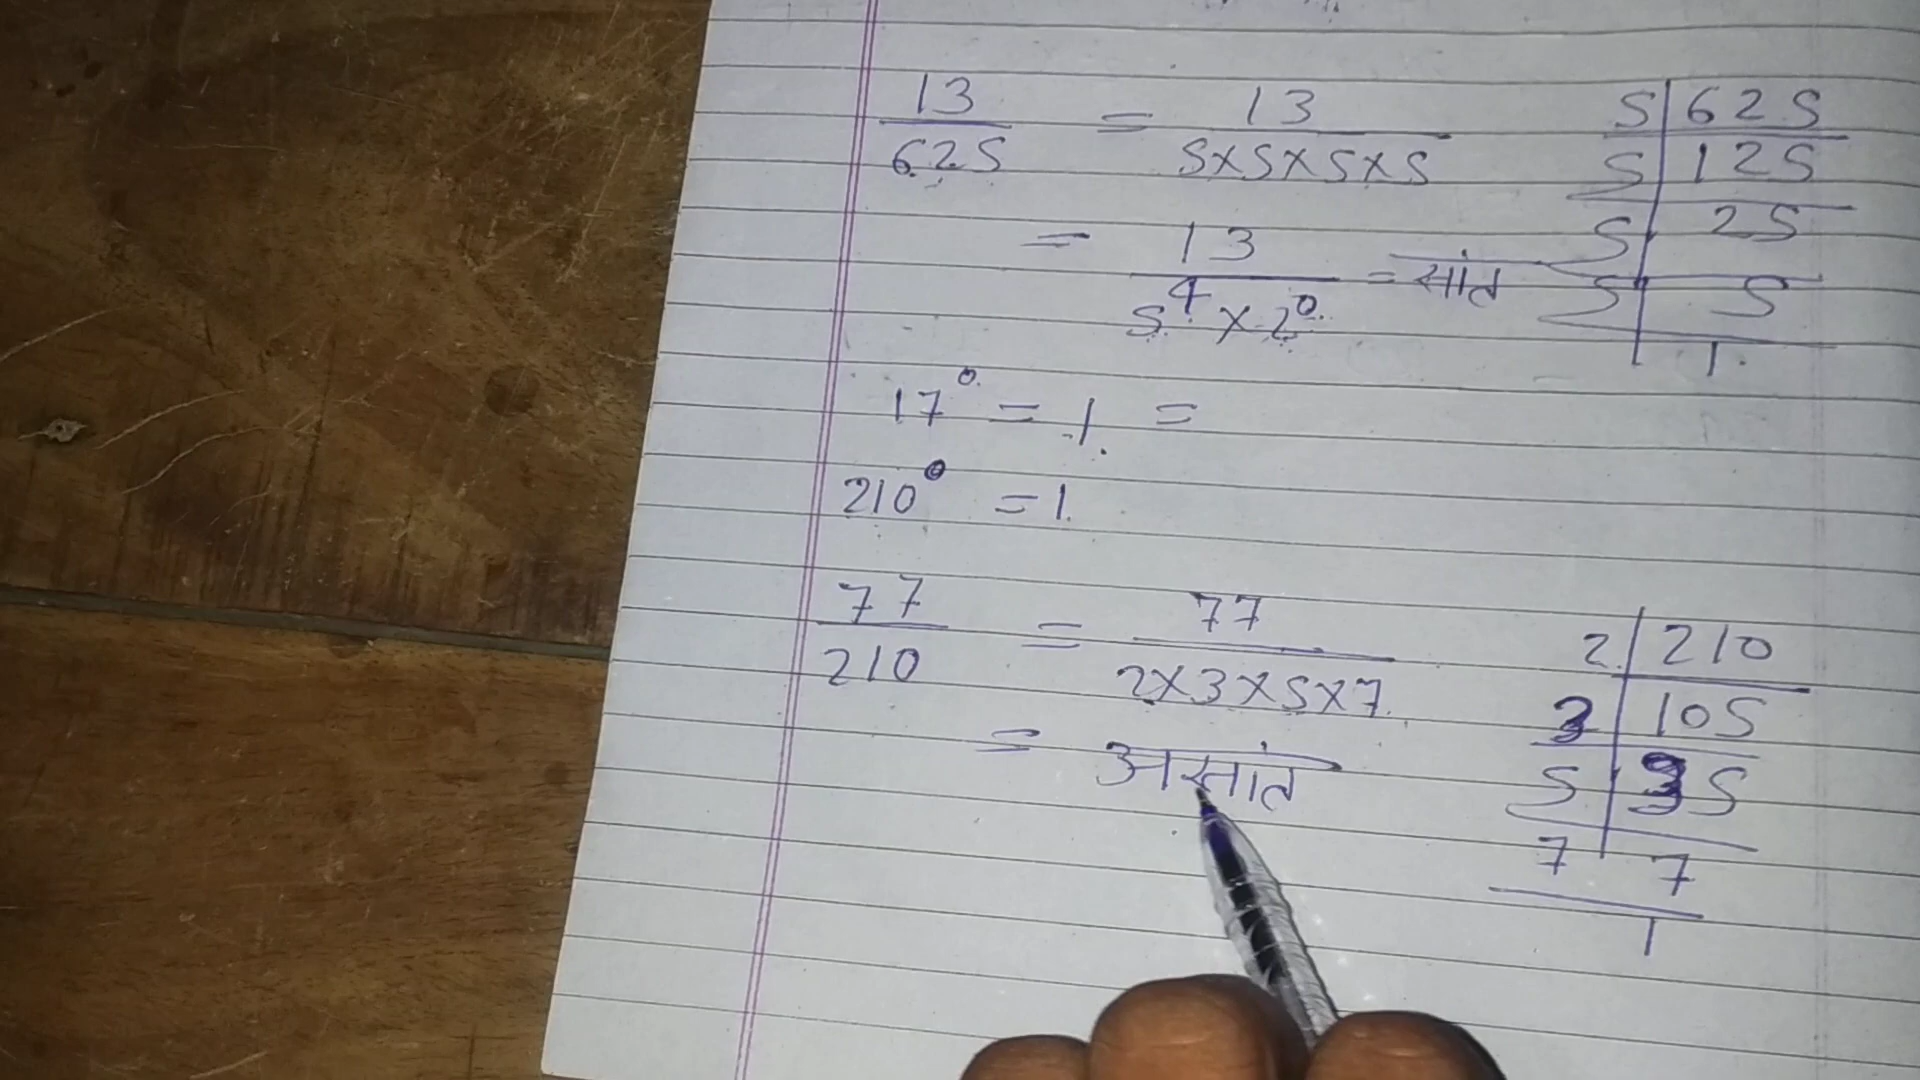 13/625 = 13/5×5×5×5
= 13/5⁴×2⁰ = सांत
5 | 625
5 | 125
5 | 25
5 | 5
1
17⁰ = 1. =
210⁰ = 1.
77/210 = 77/2×3×5×7
= असांत
2 | 210
3 | 105
5 | 35
7 7
1